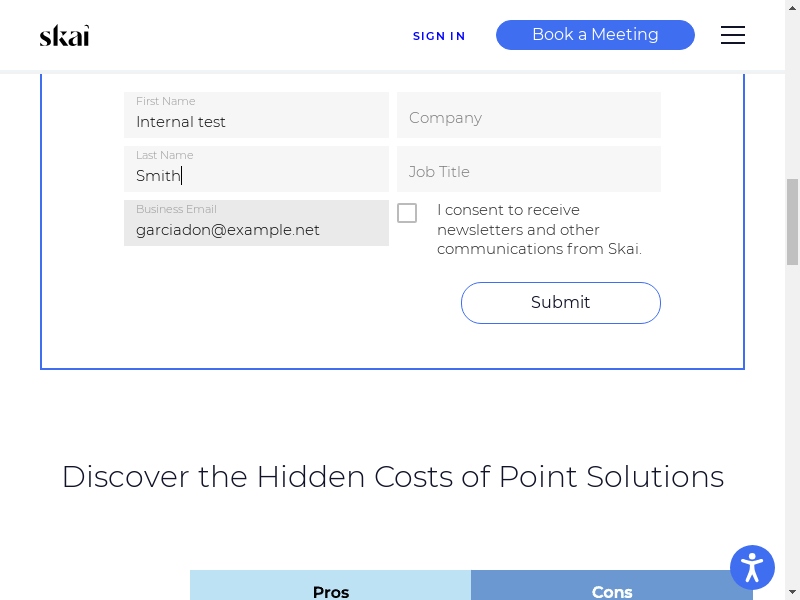 skai
SIGN IN
Book a Meeting
First Name
Internal test
Company
Last Name
Smith
Job Title
Business Email
garciadon@example.net
I consent to receive
newsletters and other
communications from Skai.
Submit
Discover the Hidden Costs of Point Solutions
Pros
Cons